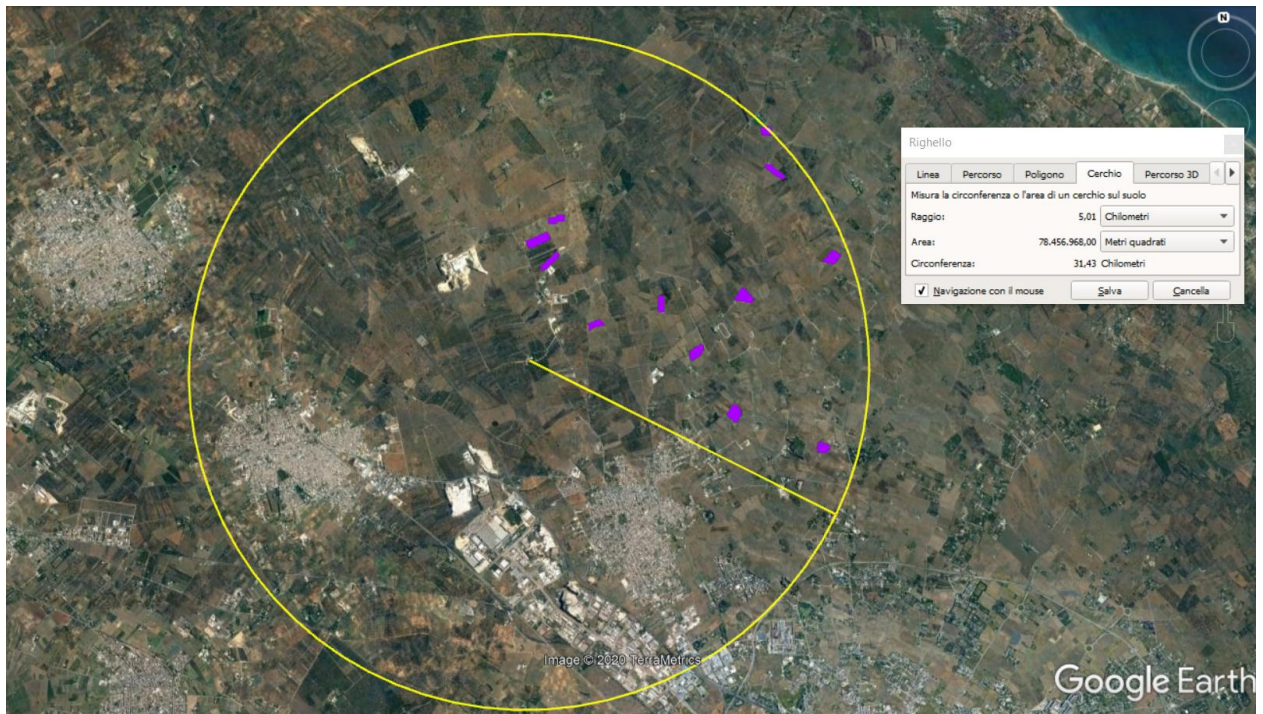 N
Righello
Linea Percorso Poligono Cerchio Percorso 3D
Misura la circonferenza o l'area di un cerchio sul suolo
Raggio: 5,01 Chilometri
Area: 78.456.968,00 Metri quadrati
Circonferenza: 31,43 Chilometri
Navigazione con il mouse Salva Cancella
Image © 2020 TerraMetrics
Google Earth